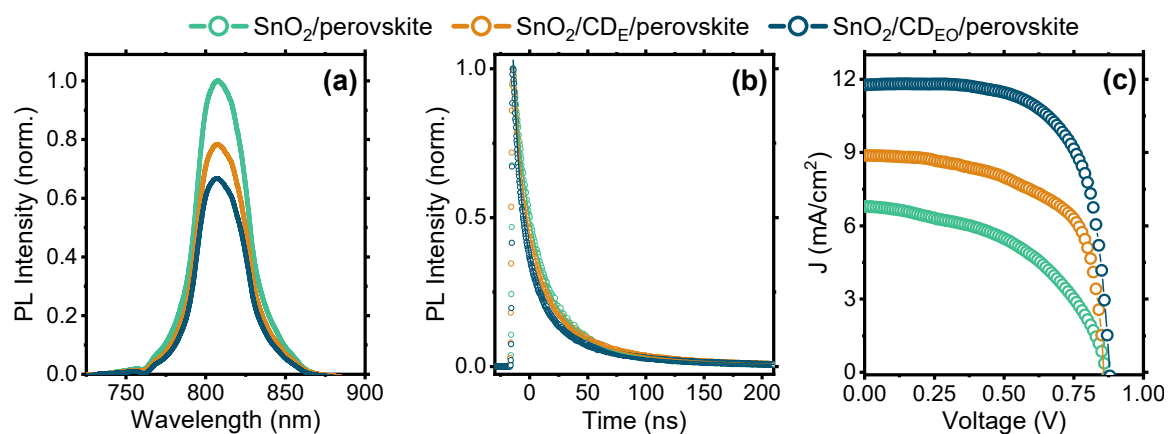 SnO₂/perovskite SnO₂/CD_E/perovskite SnO₂/CD_EO/perovskite
(a)
PL Intensity (norm.)
1.0
0.8
0.6
0.4
0.2
0.0
750 800 850 900
Wavelength (nm)
(b)
PL Intensity (norm.)
1.0
0.5
0.0
0 50 100 150 200
Time (ns)
(c)
J (mA/cm²)
12
9
6
3
0
0.00 0.25 0.50 0.75 1.00
Voltage (V)